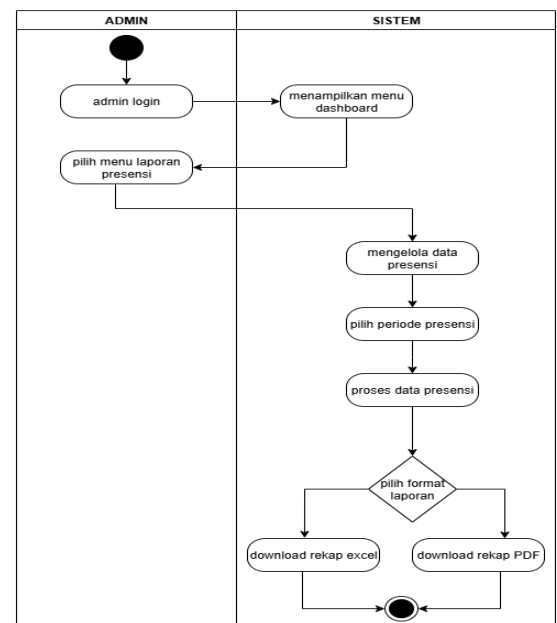 ADMIN
SISTEM
admin login
menampilkan menu
dashboard
pilih menu laporan
presensi
mengelola data
presensi
pilih periode presensi
proses data presensi
pilih format
laporan
download rekap excel
download rekap PDF